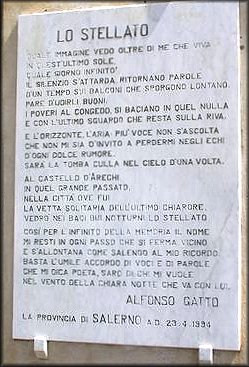 LO STELLATO
QUALE IMMAGINE VEDO OLTRE DI ME CHE VIVA
IN QUEST'ULTIMO SOLE,
QUALE GIORNO INFINITO?
IL SILENZIO S'ATTARDA, RITORNANO PAROLE
D'UN TEMPO SUI BALCONI CHE SPORGONO LONTANO.
PARE D'UDIRLI, BUONI.
I POVERI AL CONGEDO, SI BACIANO IN QUEL NULLA
E CON L'ULTIMO SGUARDO CHE RESTA SULLA RIVA.
E L'ORIZZONTE, L'ARIA PIU' VOCE NON S'ASCOLTA
CHE NON MI SIA D'INVITO A PERDERMI NEGLI ECHI
D'OGNI DOLCE RUMORE.
SARÀ LA TOMBA CULLA NEL CIELO D'UNA VOLTA.
AL CASTELLO D'ARECHI
IN QUEL GRANDE PASSATO,
NELLA CITTÀ OVE FUI
LA VETTA SOLITARIA DELL'ULTIMO CHIARORE,
VEDRÒ NEI BACI BUI NOTTURNI LO STELLATO.
COSÌ PER L'INFINITO DELLA MEMORIA IL NOME
MI RESTI IN OGNI PASSO CHE SI FERMA VICINO
E S'ALLONTANA COME SALENDO AL MIO RICORDO.
BASTA L'UMILE ACCORDO DI VOCI E DI PAROLE
CHE MI DICA POETA, SARÒ DI CHI MI VUOLE
NEL VENTO DELLA CHIARA NOTTE CHE VA CON LUI.
ALFONSO GATTO
LA PROVINCIA DI SALERNO A.D. 23.4.1994